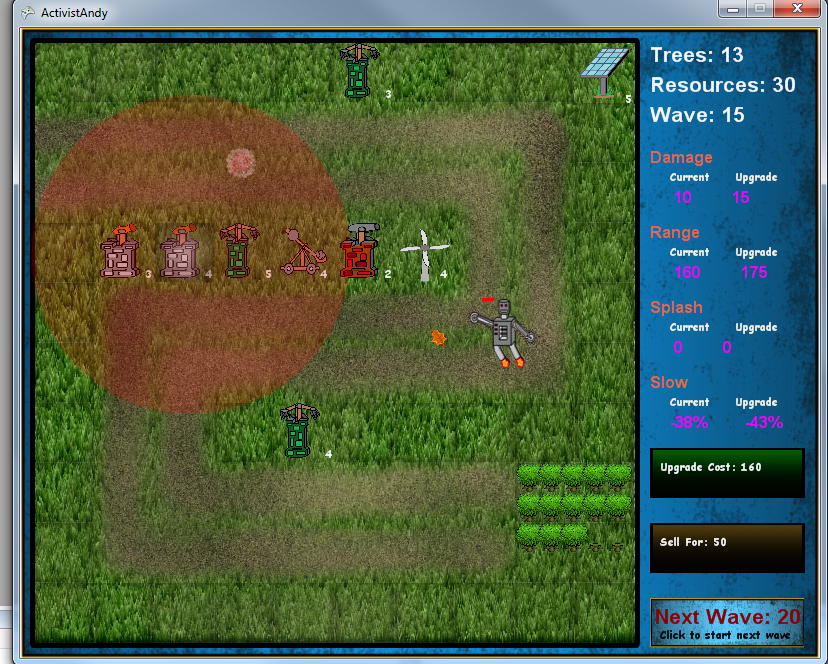 ActivistAndy
3
5
Trees: 13
Resources: 30
Wave: 15
Damage
Current Upgrade
10 15
Range
Current Upgrade
160 175
3 4 5 4 2 4
Splash
Current Upgrade
0 0
Slow
Current Upgrade
-38% -43%
4
Upgrade Cost: 160
Sell For: 50
Next Wave: 20
Click to start next wave